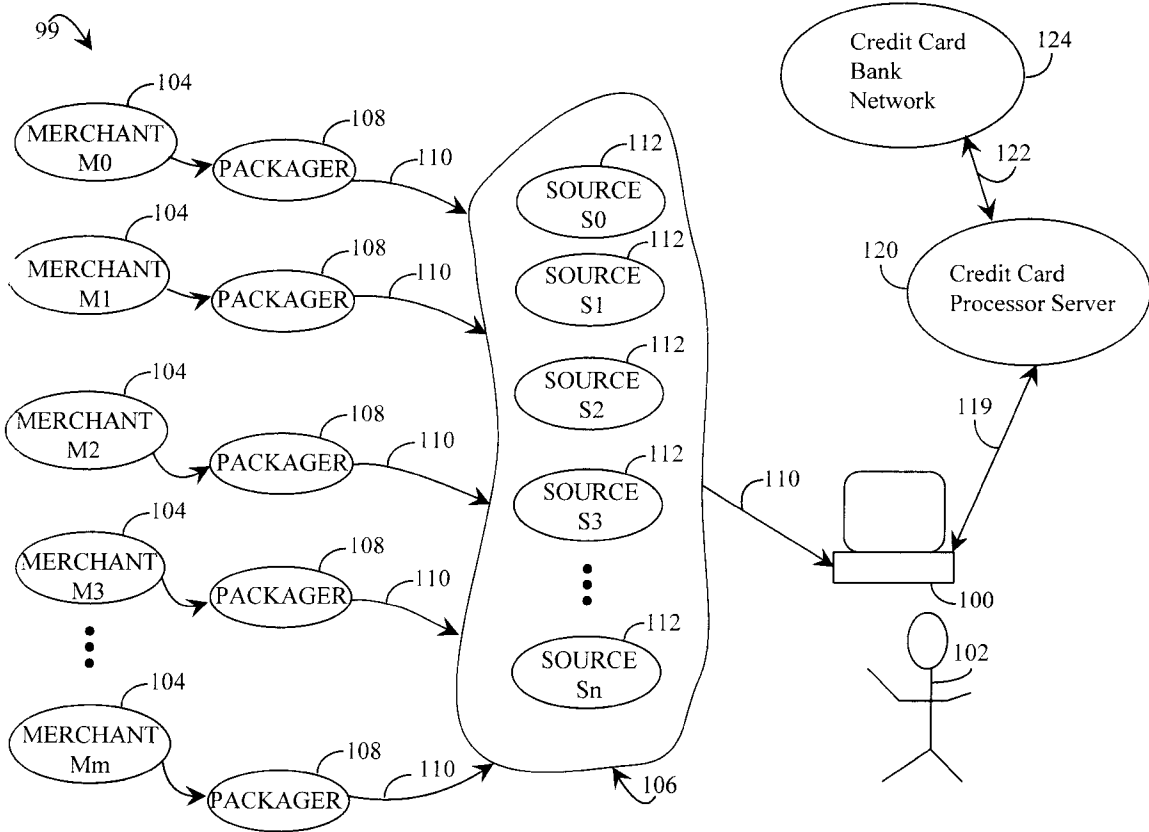 99
104
MERCHANT
M0
108
PACKAGER
110
112
SOURCE
S0
Credit Card
Bank
Network
124
122
104
MERCHANT
M1
108
PACKAGER
110
112
SOURCE
S1
120
Credit Card
Processor Server
104
MERCHANT
M2
108
PACKAGER
110
112
SOURCE
S2
119
104
MERCHANT
M3
108
PACKAGER
110
112
SOURCE
S3
110
100
102
104
MERCHANT
Mm
108
PACKAGER
110
112
SOURCE
Sn
106